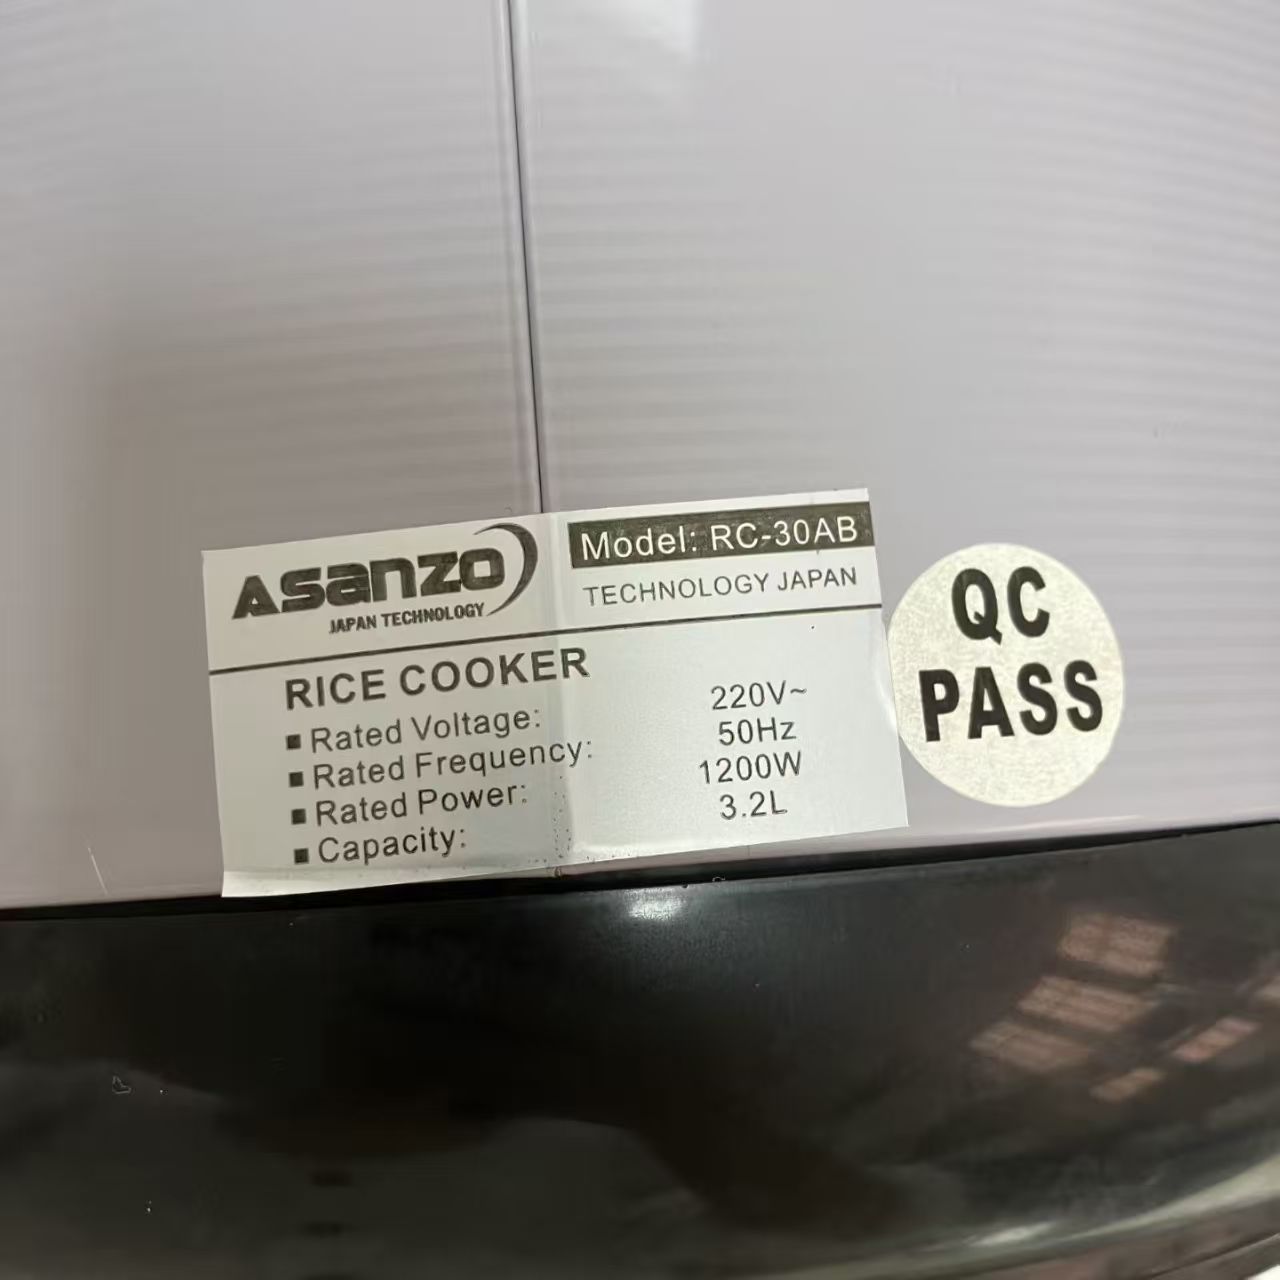 Asanzo
JAPAN TECHNOLOGY
Model: RC-30AB
TECHNOLOGY JAPAN
RICE COOKER
■ Rated Voltage: 220V~
■ Rated Frequency: 50Hz
■ Rated Power: 1200W
■ Capacity: 3.2L
QC
PASS